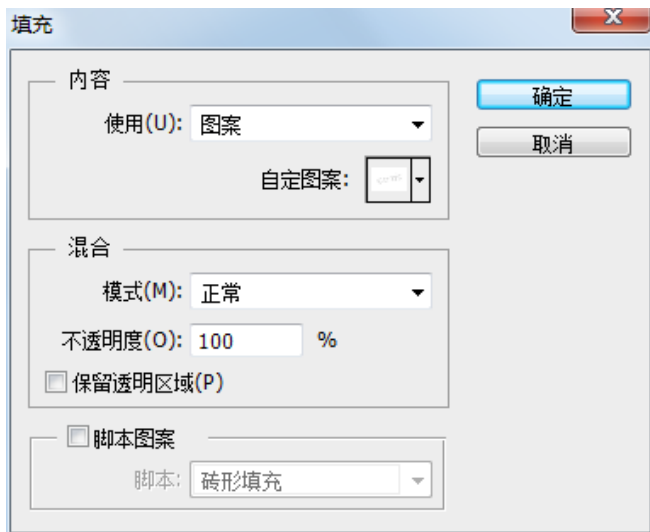 填充
内容
使用(U): 图案
自定图案:
混合
模式(M): 正常
不透明度(O): 100 %
保留透明区域(P)
脚本图案
脚本: 砖形填充
确定
取消